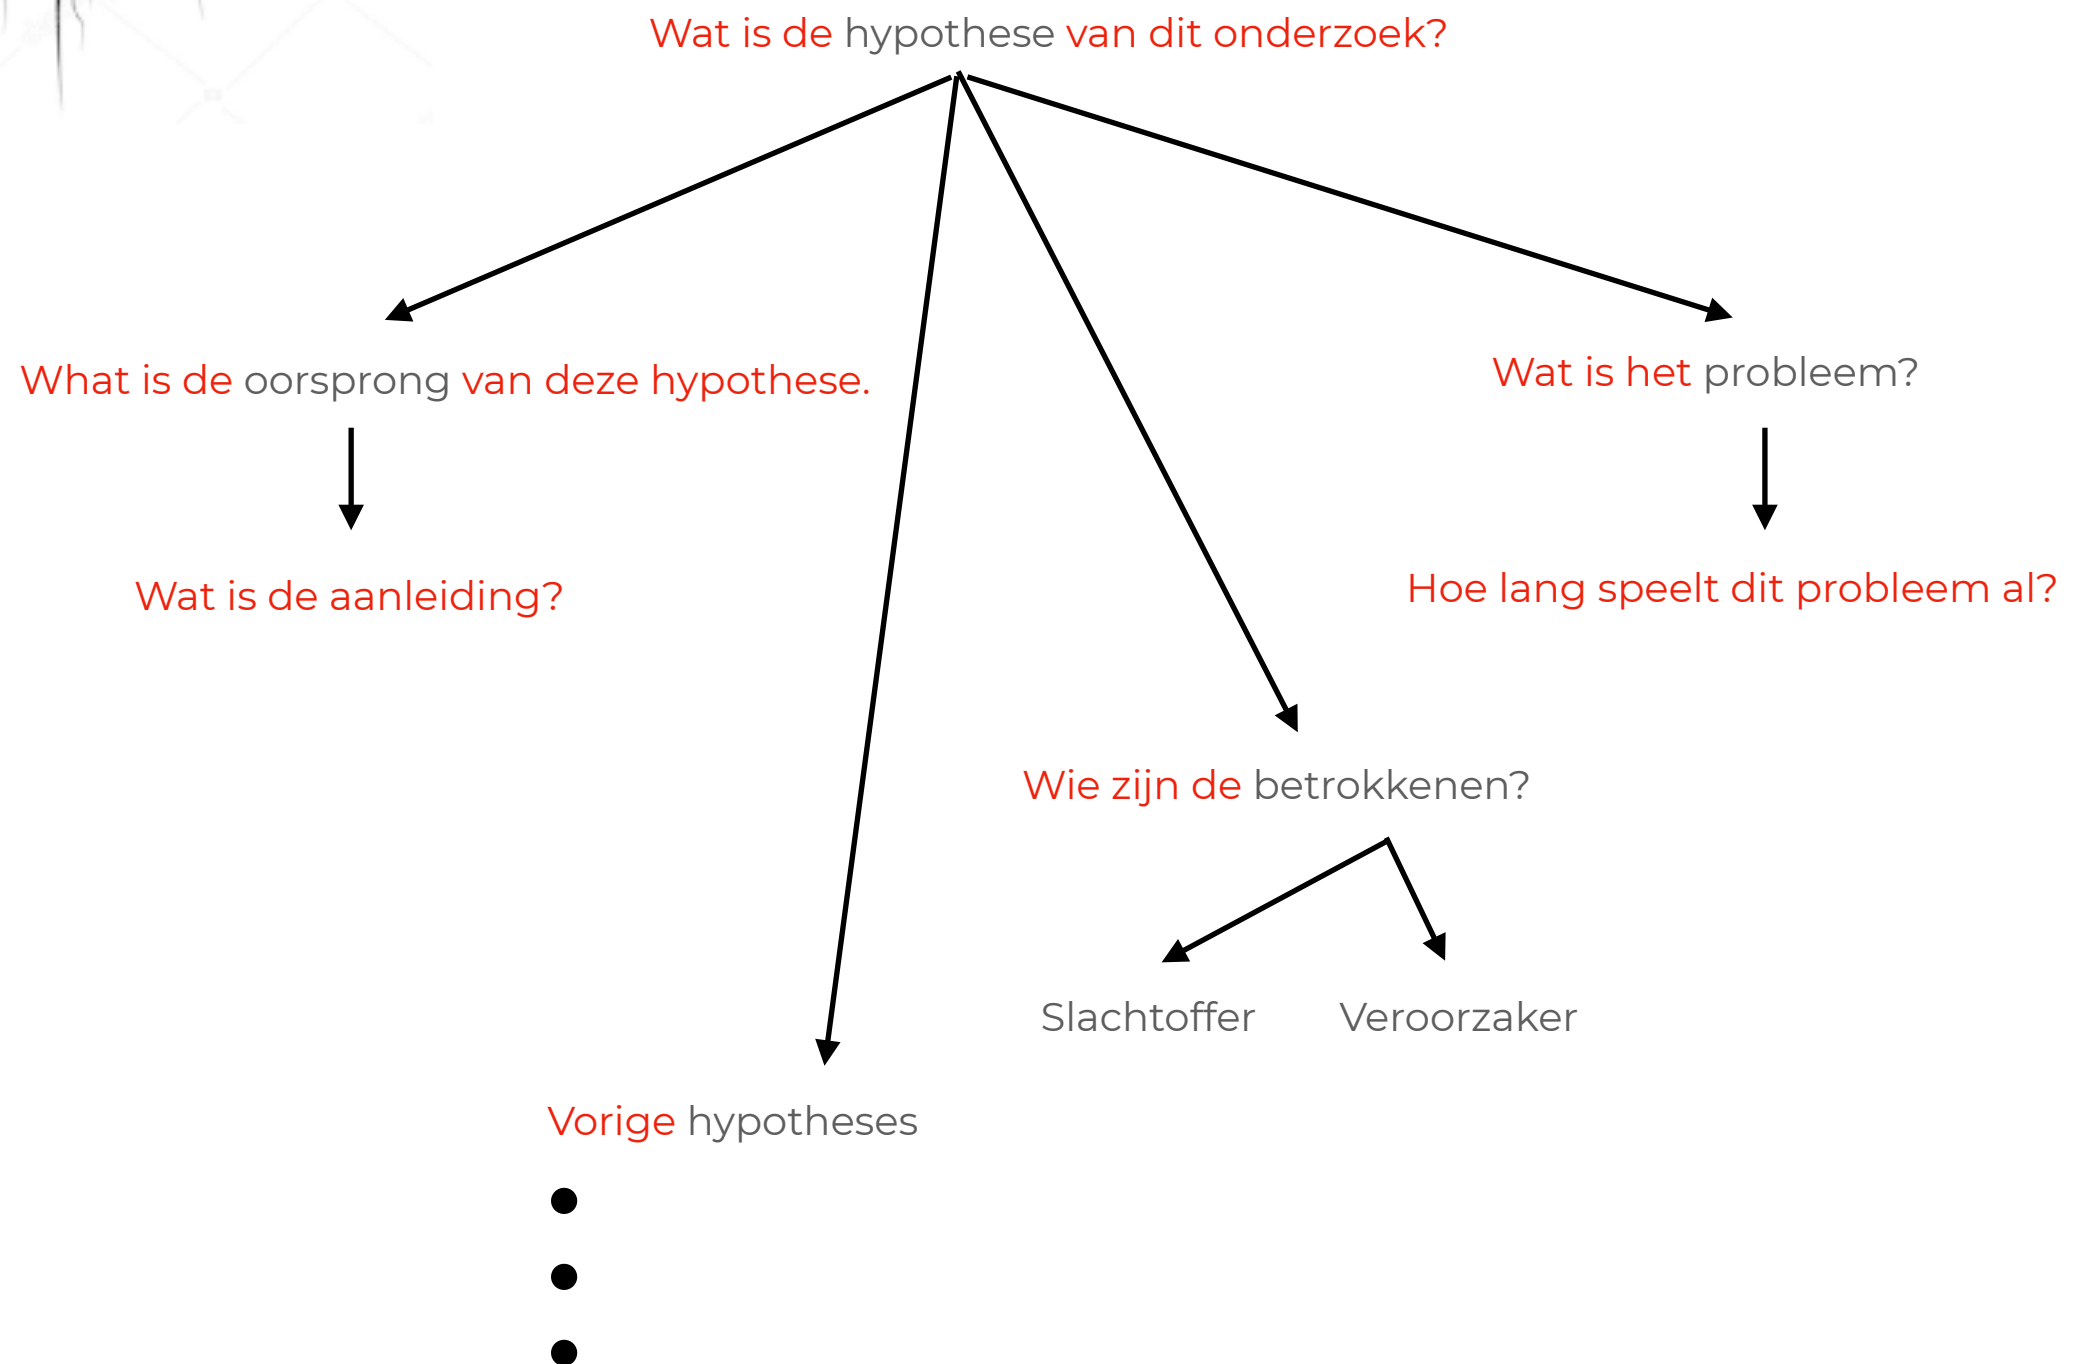 Wat is de hypothese van dit onderzoek?
What is de oorsprong van deze hypothese.
Wat is het probleem?
Wat is de aanleiding?
Hoe lang speelt dit probleem al?
Wie zijn de betrokkenen?
Slachtoffer
Veroorzaker
Vorige hypotheses